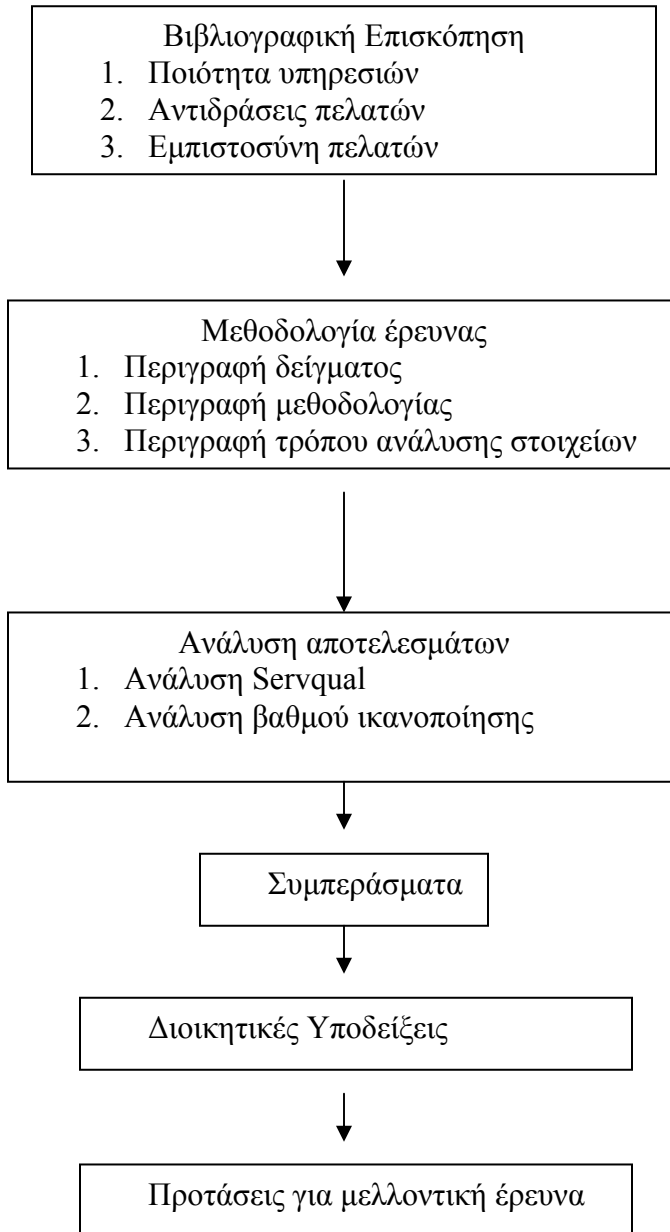 Βιβλιογραφική Επισκόπηση
1. Ποιότητα υπηρεσιών
2. Αντιδράσεις πελατών
3. Εμπιστοσύνη πελατών
Μεθοδολογία έρευνας
1. Περιγραφή δείγματος
2. Περιγραφή μεθοδολογίας
3. Περιγραφή τρόπου ανάλυσης στοιχείων
Ανάλυση αποτελεσμάτων
1. Ανάλυση Servqual
2. Ανάλυση βαθμού ικανοποίησης
Συμπεράσματα
Διοικητικές Υποδείξεις
Προτάσεις για μελλοντική έρευνα